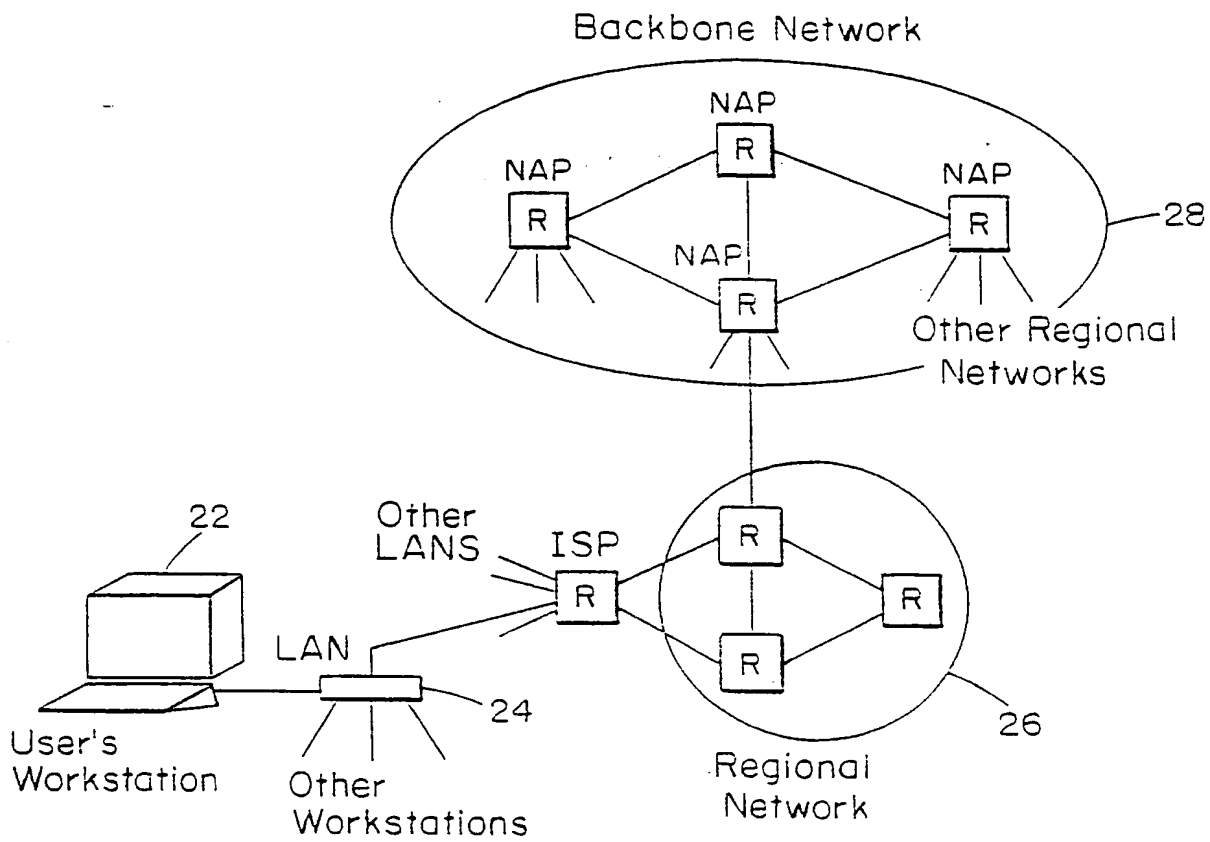 Backbone Network
NAP
R
NAP
R
NAP
R
28
NAP
R
Other Regional
Networks
22
Other
LANS
ISP
R
R
R
R
LAN
24
26
User's
Workstation
Other
Workstations
Regional
Network